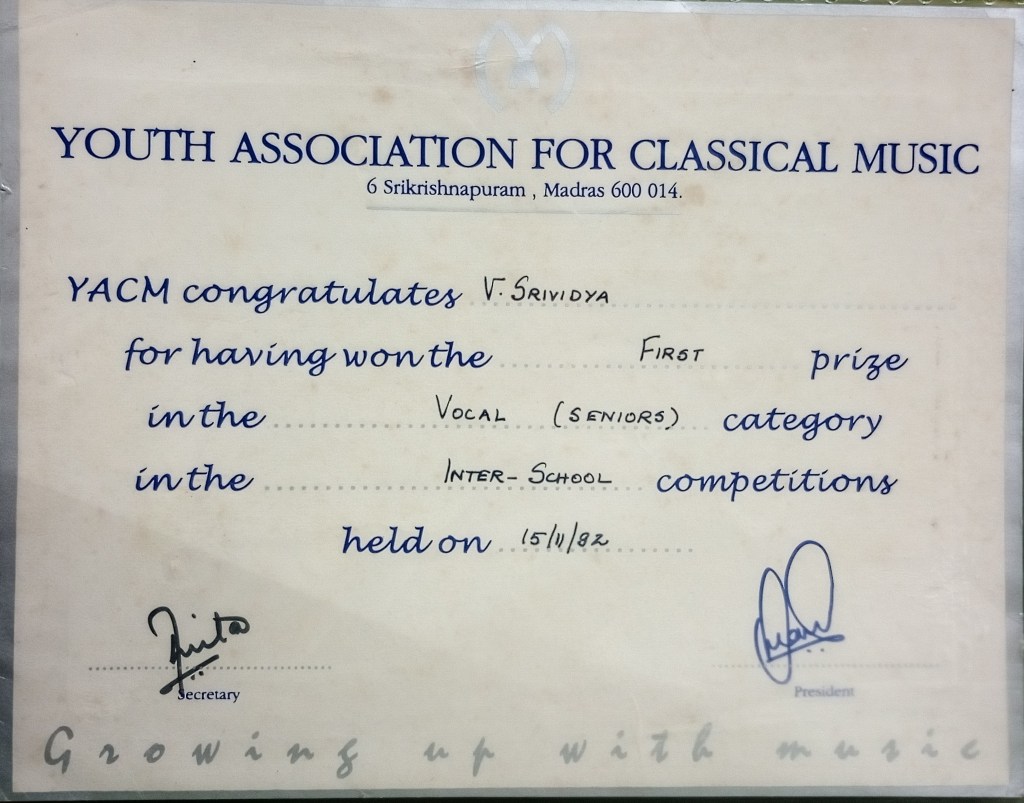 YOUTH ASSOCIATION FOR CLASSICAL MUSIC
6 Srikrishnapuram , Madras 600 014.
YACM congratulates V. SRIVIDYA
for having won the FIRST prize
in the VOCAL (SENIORS) category
in the INTER-SCHOOL competitions
held on 15/11/92
Secretary President
Growing up with music